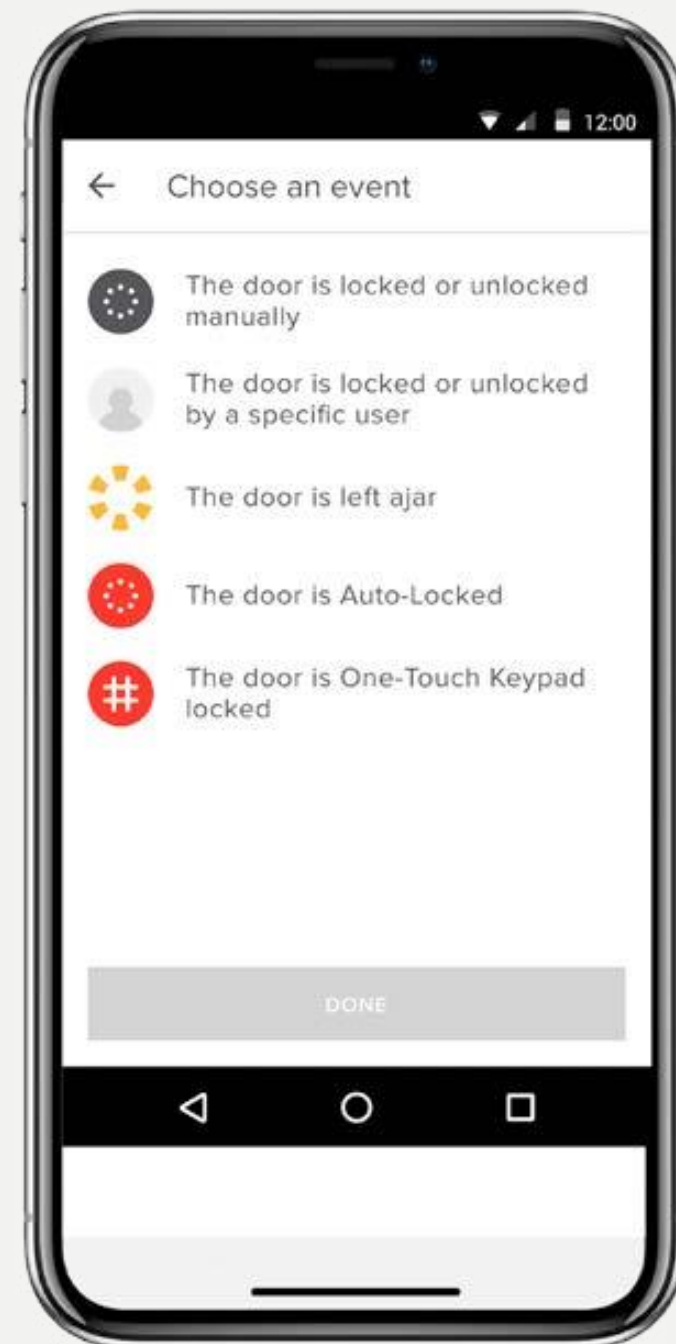 12:00
Choose an event
The door is locked or unlocked
manually
The door is locked or unlocked
by a specific user
The door is left ajar
The door is Auto-Locked
The door is One-Touch Keypad
locked
DONE